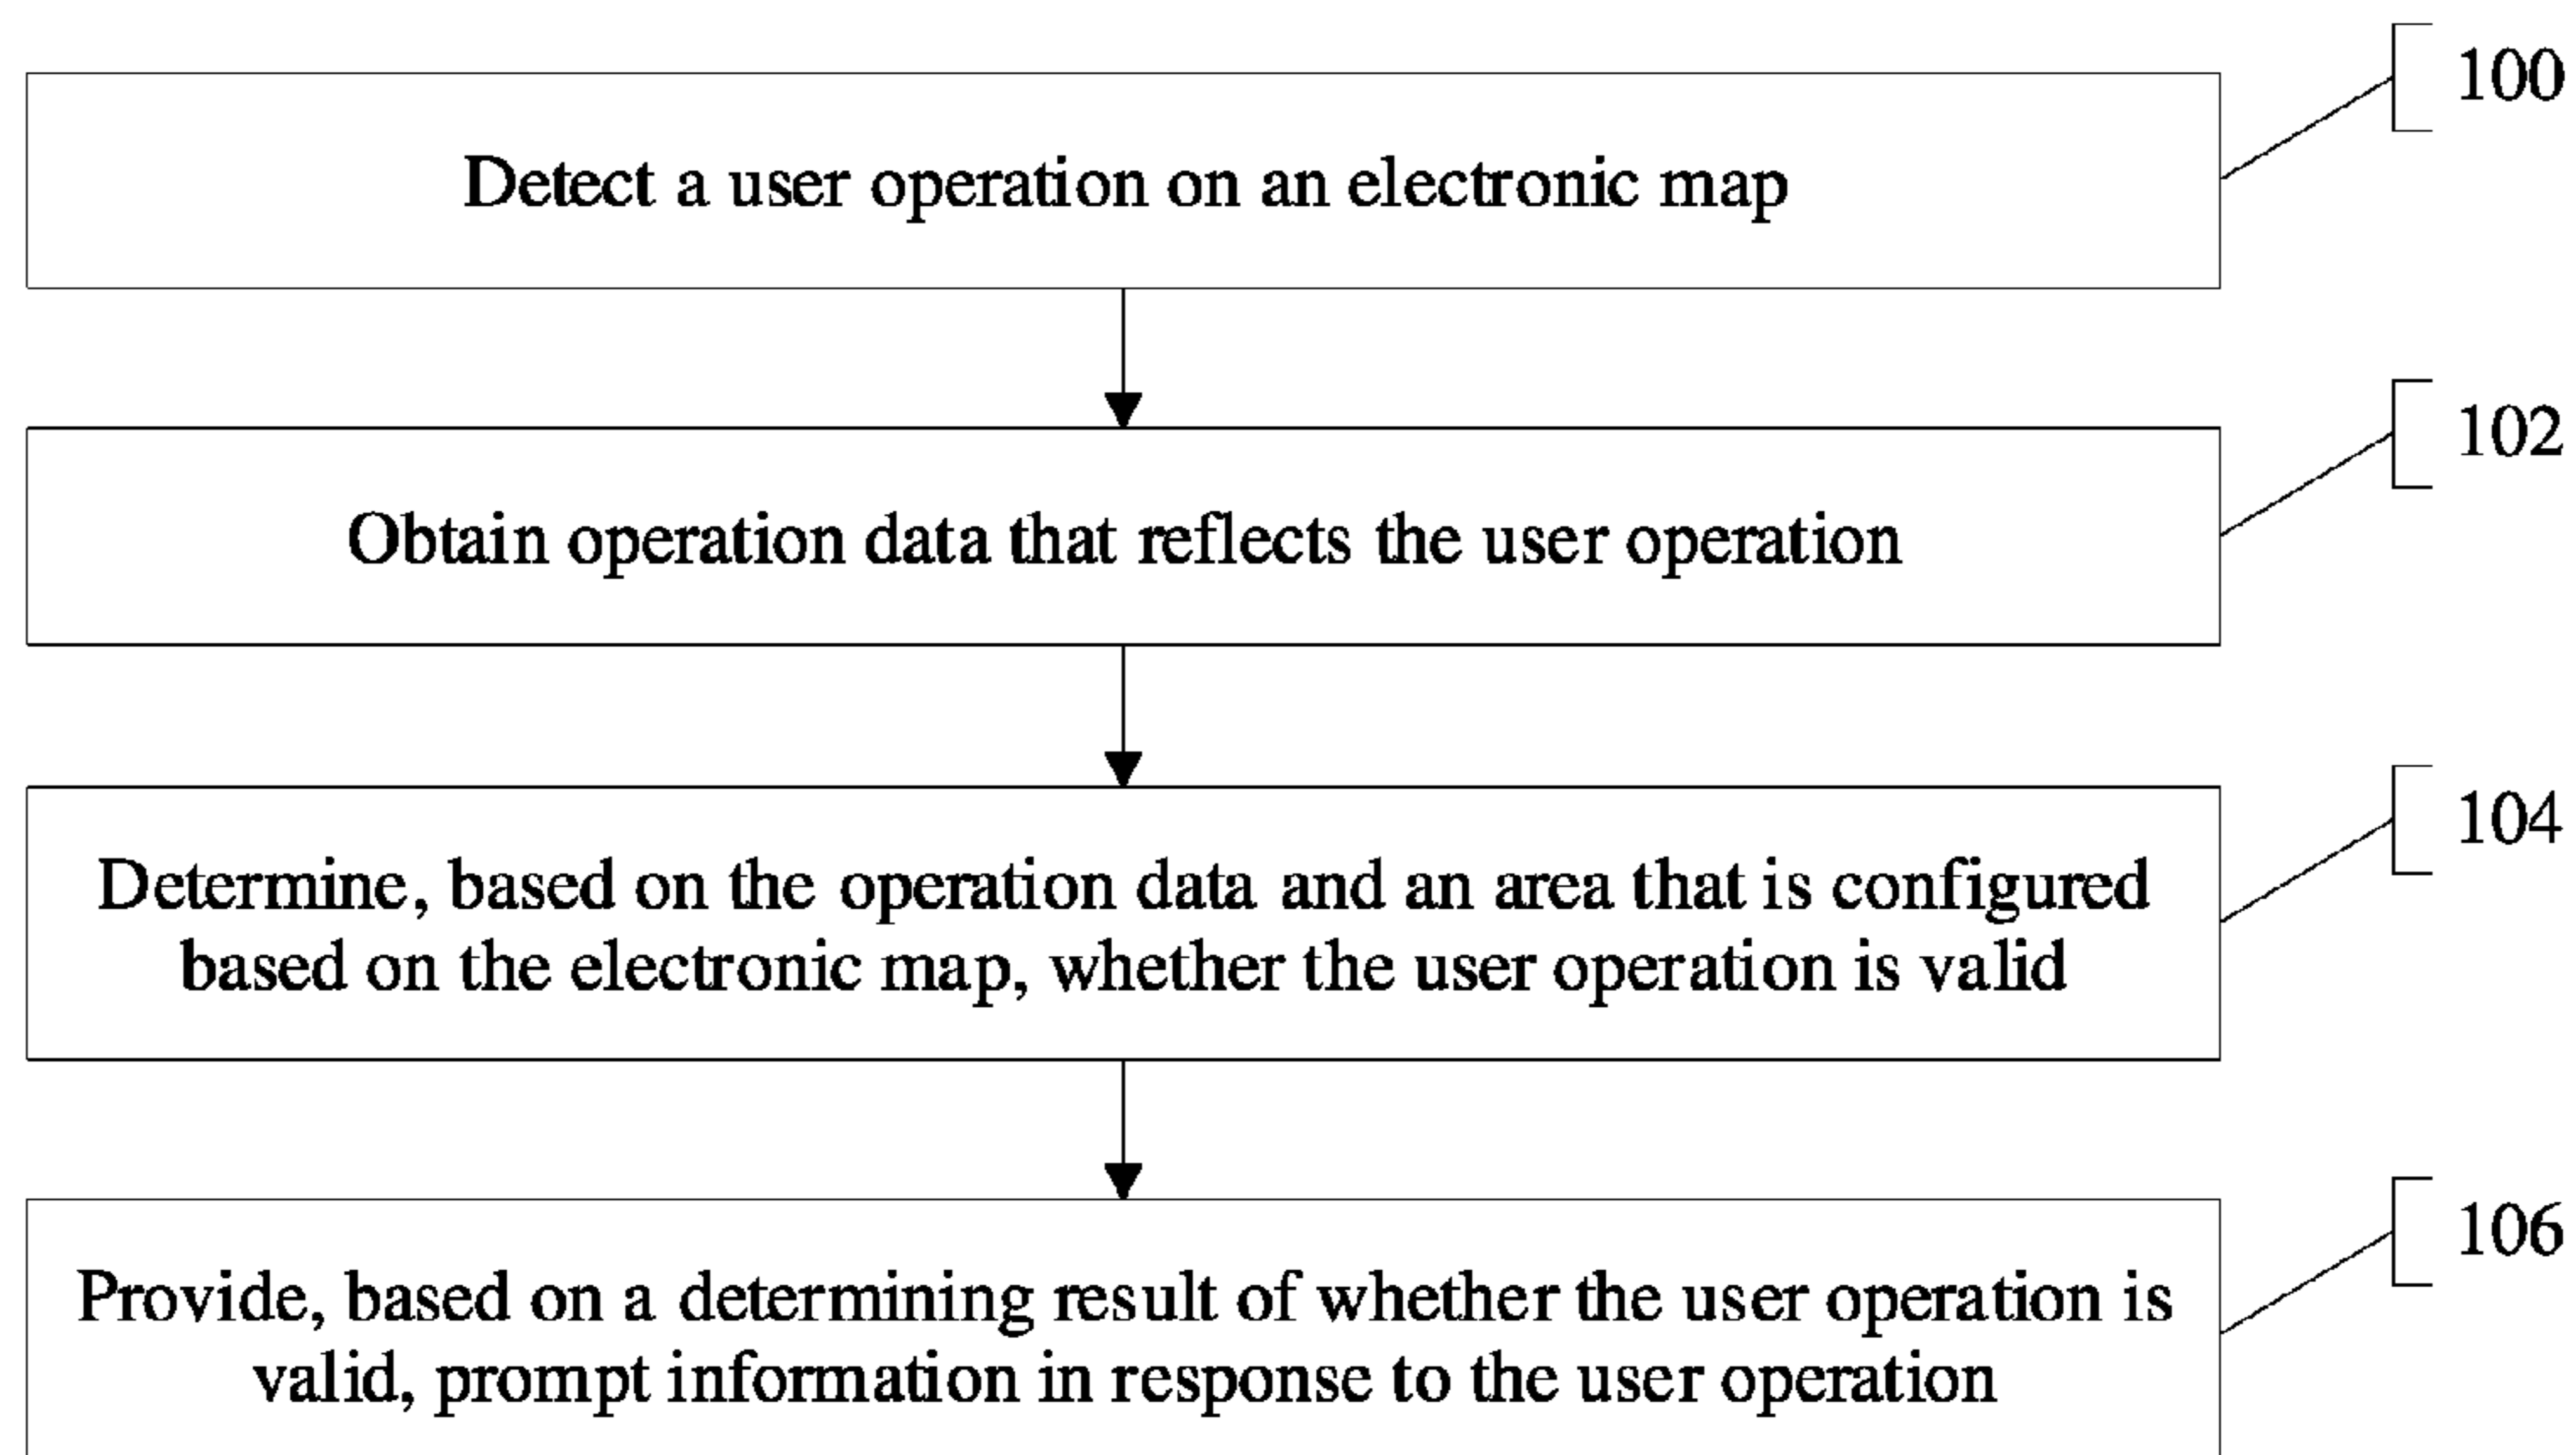 100
Detect a user operation on an electronic map
102
Obtain operation data that reflects the user operation
104
Determine, based on the operation data and an area that is configured
based on the electronic map, whether the user operation is valid
106
Provide, based on a determining result of whether the user operation is
valid, prompt information in response to the user operation